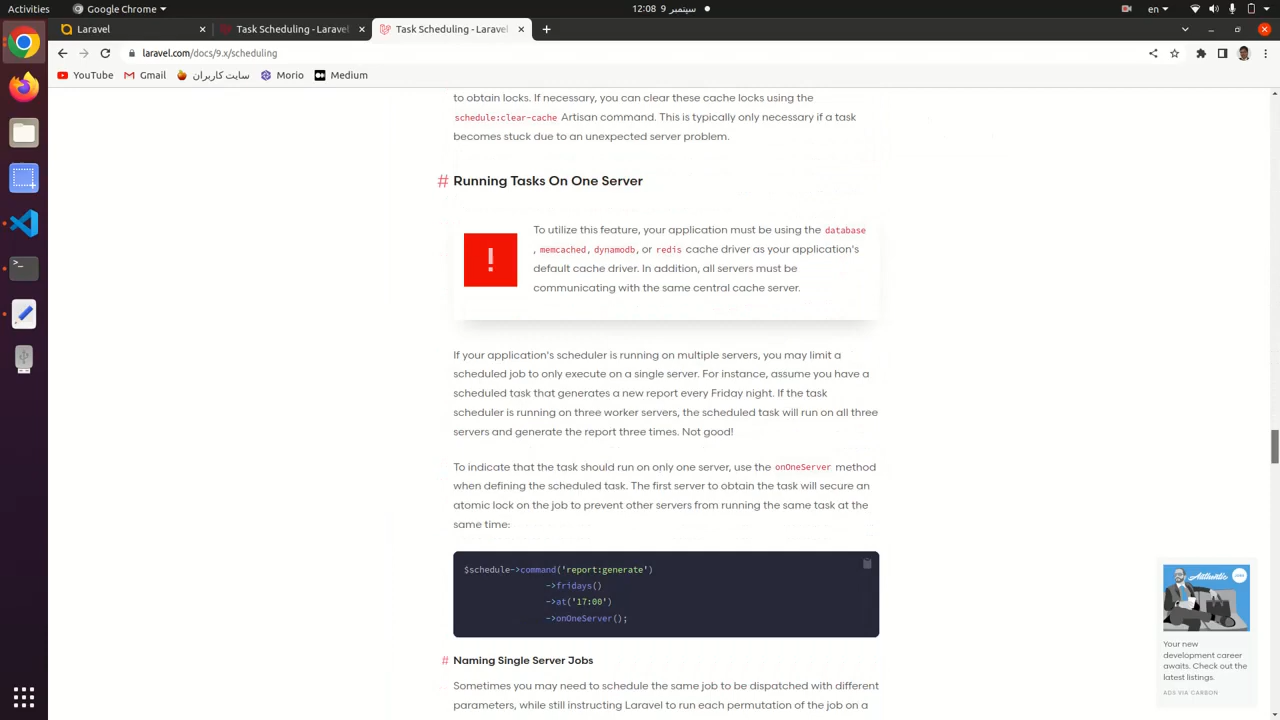 Activities
Google Chrome
12:08 9 سپتمبر
en
Laravel
Task Scheduling - Laravel
Task Scheduling - Laravel
laravel.com/docs/9.x/scheduling
YouTube
Gmail
سایت کاربران
Morio
Medium
to obtain locks. If necessary, you can clear these cache locks using the
schedule:clear-cache Artisan command. This is typically only necessary if a task
becomes stuck due to an unexpected server problem.
# Running Tasks On One Server
!
To utilize this feature, your application must be using the database
, memcached, dynamodb, or redis cache driver as your application's
default cache driver. In addition, all servers must be
communicating with the same central cache server.
If your application's scheduler is running on multiple servers, you may limit a
scheduled job to only execute on a single server. For instance, assume you have a
scheduled task that generates a new report every Friday night. If the task
scheduler is running on three worker servers, the scheduled task will run on all three
servers and generate the report three times. Not good!
To indicate that the task should run on only one server, use the onOneServer method
when defining the scheduled task. The first server to obtain the task will secure an
atomic lock on the job to prevent other servers from running the same task at the
same time:
$schedule->command('report:generate')
->fridays()
->at('17:00')
->onOneServer();
# Naming Single Server Jobs
Sometimes you may need to schedule the same job to be dispatched with different
parameters, while still instructing Laravel to run each permutation of the job on a
Your new
development career
awaits. Check out the
latest listings.
ADS VIA CARBON